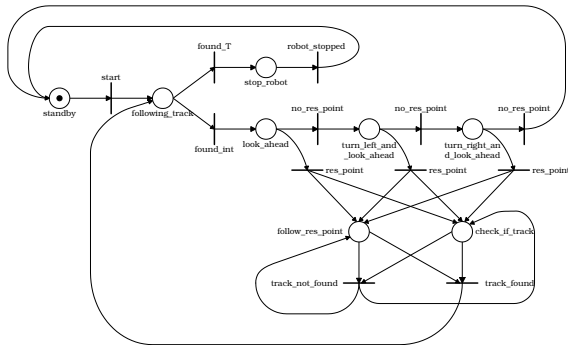 found_T
robot_stopped
start
stop_robot
no_res_point
no_res_point
no_res_point
standby
following_track
found_int
look_ahead
turn_left_and
_look_ahead
turn_right_an
d_look_ahead
res_point
res_point
res_point
follow_res_point
check_if_track
track_not_found
track_found